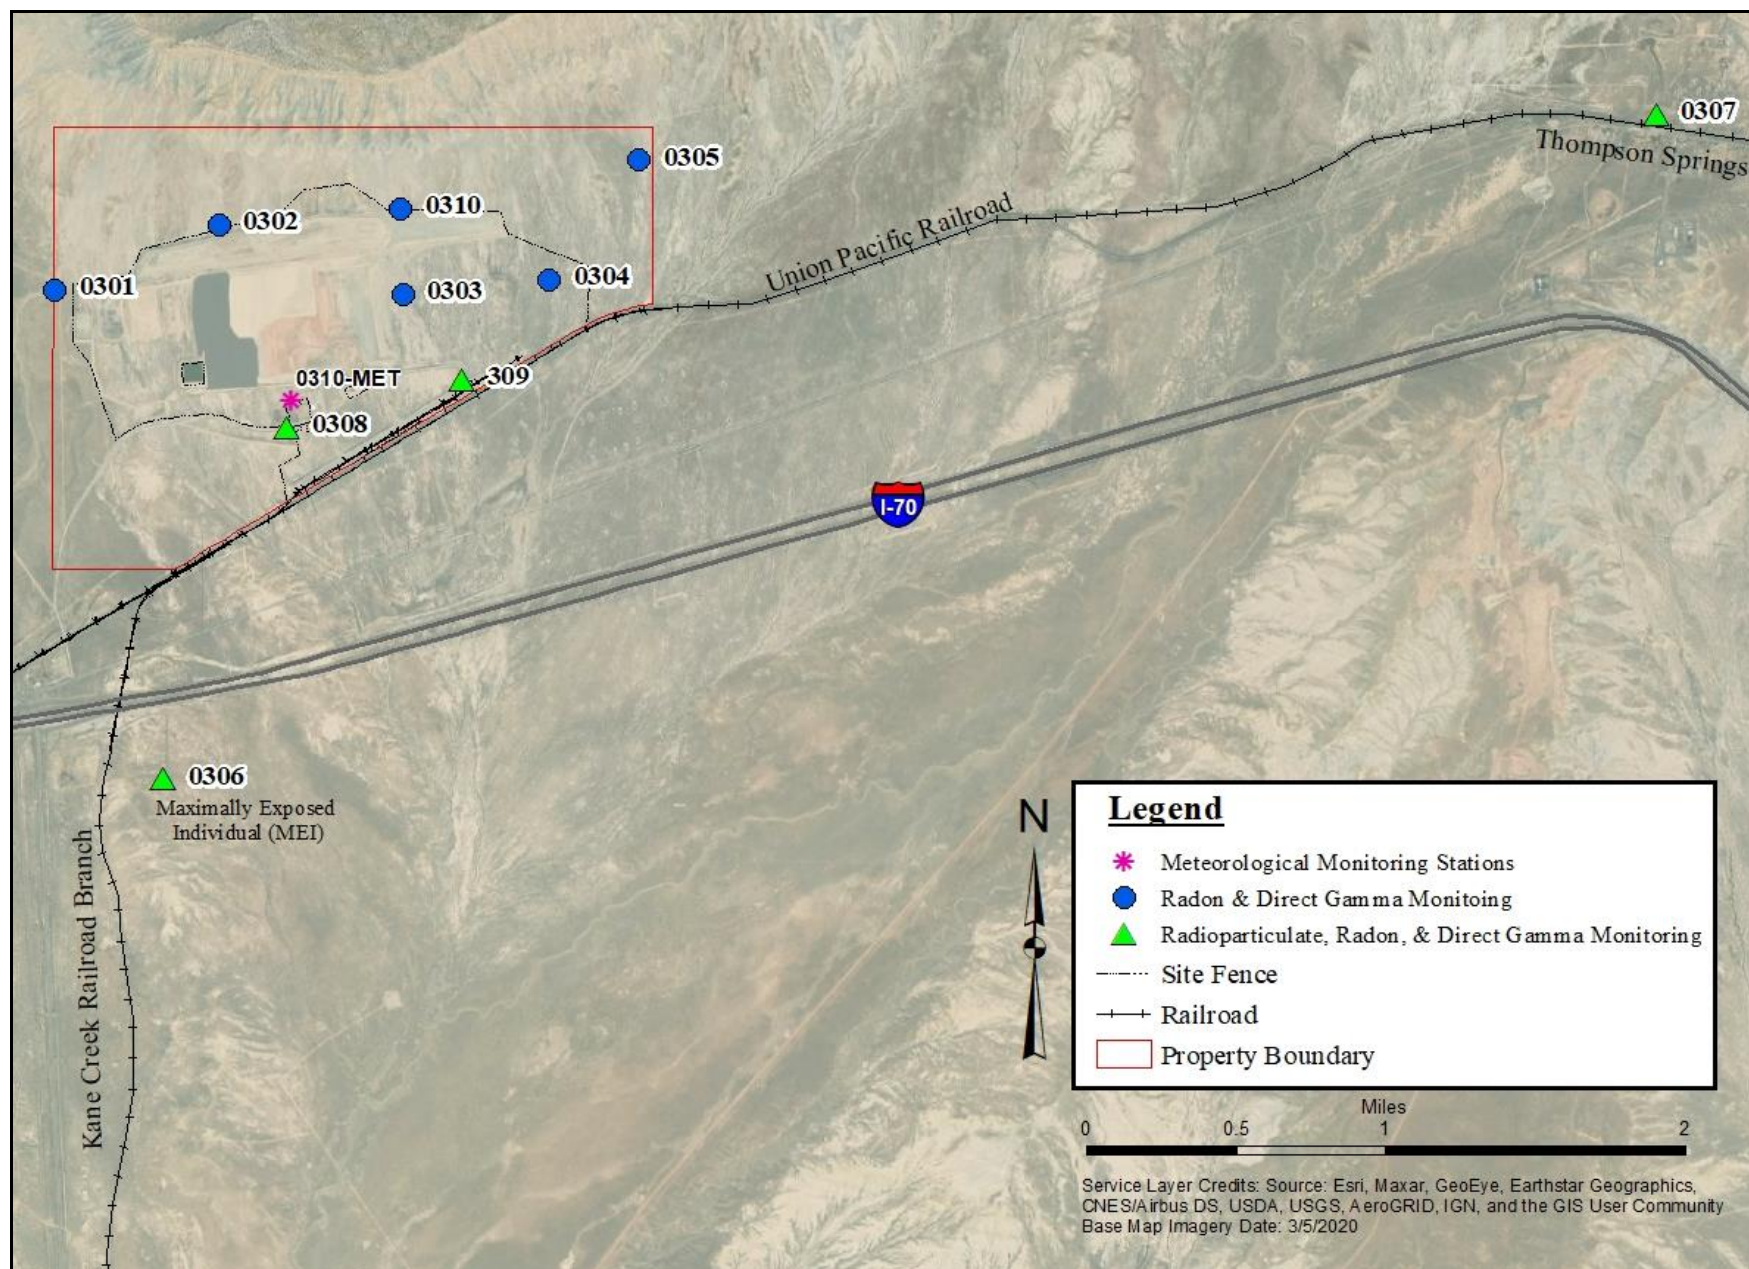 0307
Thompson Springs
0305
0310
0302
Union Pacific Railroad
0304
0301
0303
309
0310-MET
0308
I-70
0306
Maximally Exposed
Individual (MEI)
Kane Creek Railroad Branch
N
Legend
Meteorological Monitoring Stations
Radon & Direct Gamma Monitoing
Radioparticulate, Radon, & Direct Gamma Monitoring
Site Fence
Railroad
Property Boundary
Miles
0 0.5 1 2
Service Layer Credits: Source: Esri, Maxar, GeoEye, Earthstar Geographics,
CNES/Airbus DS, USDA, USGS, AeroGRID, IGN, and the GIS User Community
Base Map Imagery Date: 3/5/2020